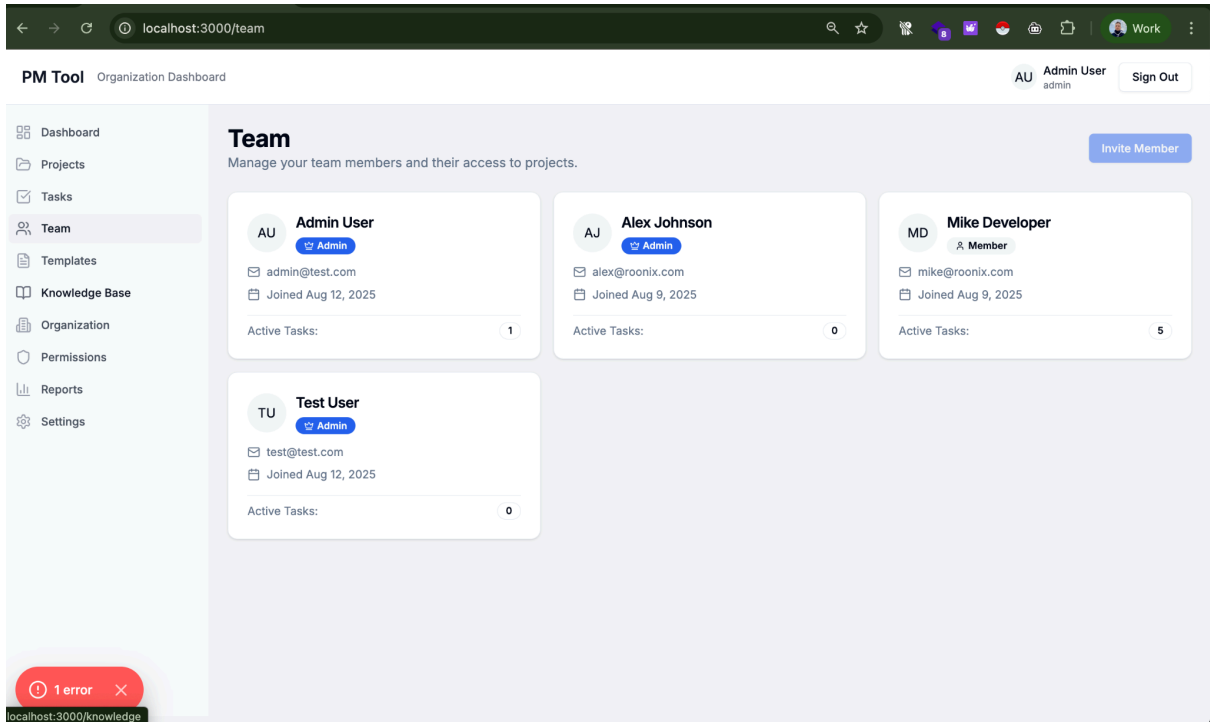 localhost:3000/team
8
Work
PM Tool
Organization Dashboard
AU
Admin User
admin
Sign Out
Dashboard
Projects
Tasks
Team
Templates
Knowledge Base
Organization
Permissions
Reports
Settings
Team
Manage your team members and their access to projects.
Invite Member
AU
Admin User
Admin
admin@test.com
Joined Aug 12, 2025
Active Tasks:
1
AJ
Alex Johnson
Admin
alex@roonix.com
Joined Aug 9, 2025
Active Tasks:
0
MD
Mike Developer
Member
mike@roonix.com
Joined Aug 9, 2025
Active Tasks:
5
TU
Test User
Admin
test@test.com
Joined Aug 12, 2025
Active Tasks:
0
1 error
localhost:3000/knowledge